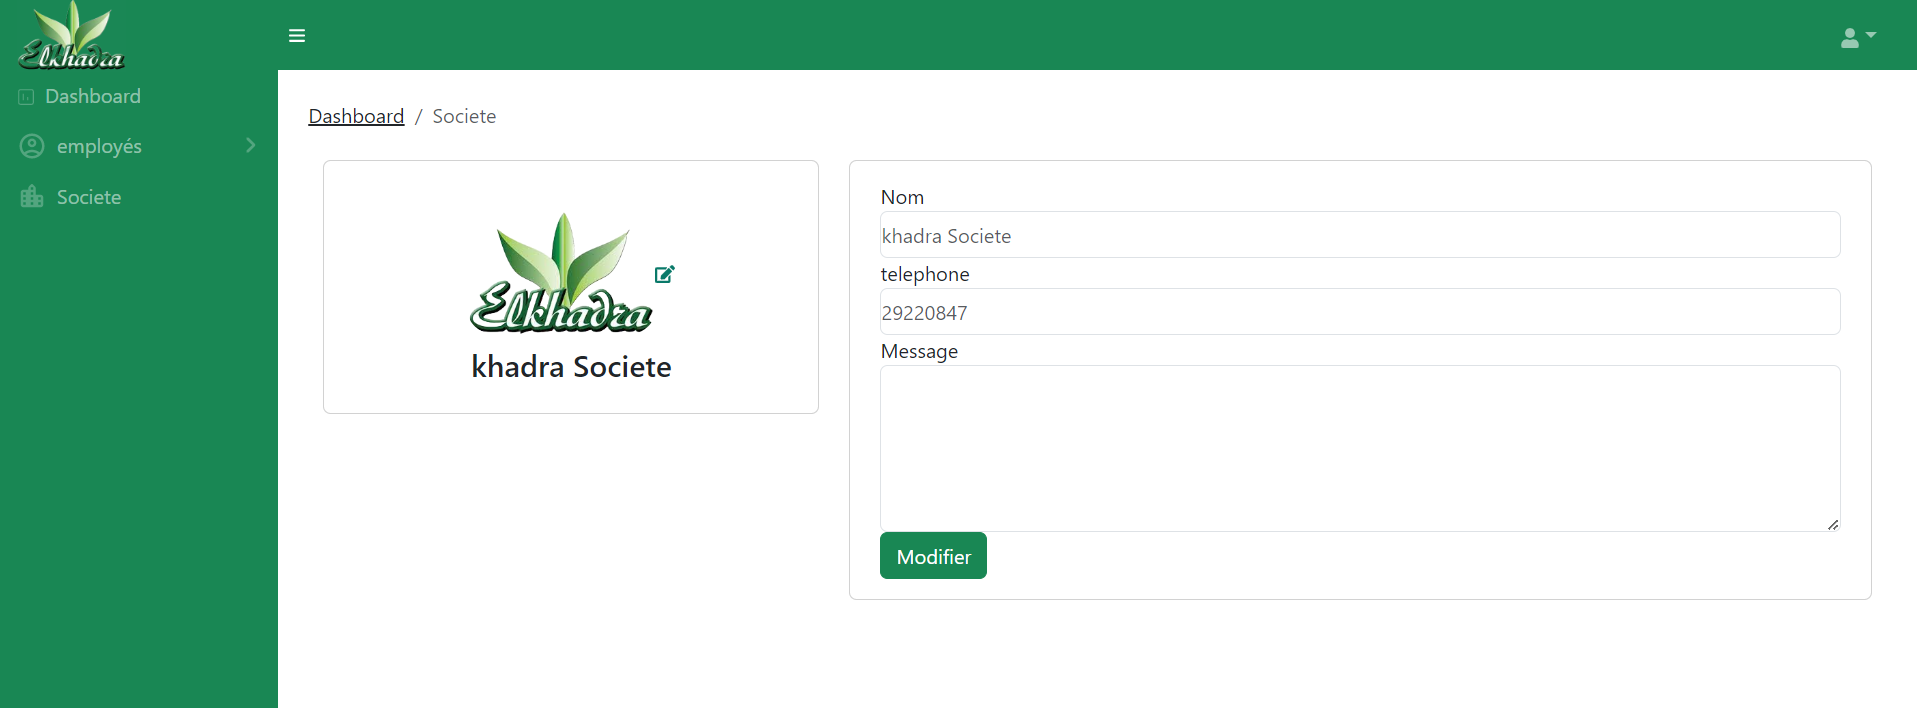 Elkhadra
Dashboard
employés
Societe
Dashboard / Societe
Elkhadra
khadra Societe
Nom
khadra Societe
telephone
29220847
Message
Modifier